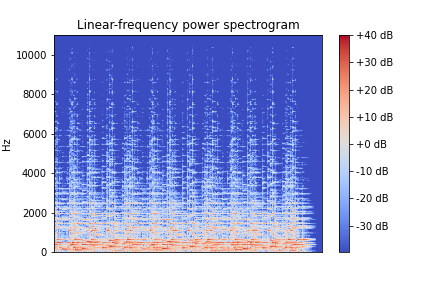 Linear-frequency power spectrogram
Hz
10000
8000
6000
4000
2000
0
+40 dB
+30 dB
+20 dB
+10 dB
+0 dB
-10 dB
-20 dB
-30 dB